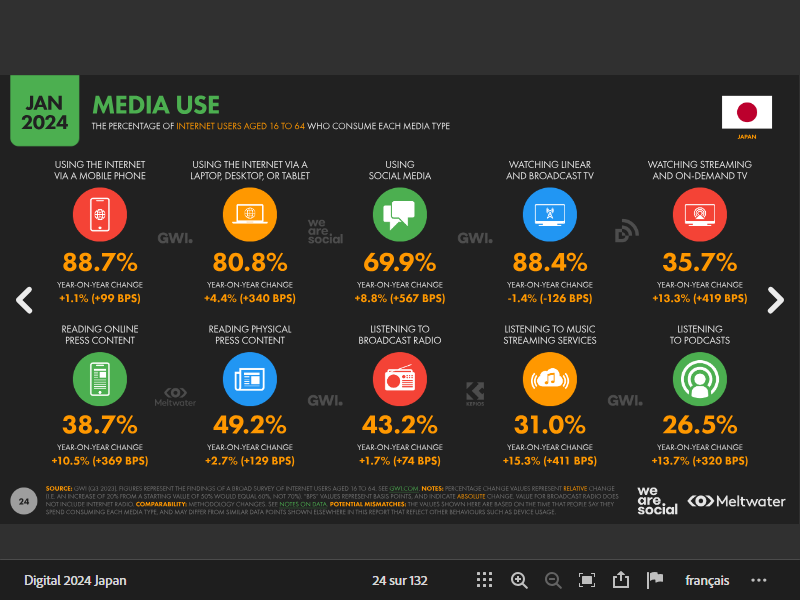 JAN
2024
MEDIA USE
THE PERCENTAGE OF INTERNET USERS AGED 16 TO 64 WHO CONSUME EACH MEDIA TYPE
JAPAN
USING THE INTERNET
VIA A MOBILE PHONE
88.7%
YEAR-ON-YEAR CHANGE
+1.1% (+99 BPS)
USING THE INTERNET VIA A
LAPTOP, DESKTOP, OR TABLET
80.8%
YEAR-ON-YEAR CHANGE
+4.4% (+340 BPS)
USING
SOCIAL MEDIA
69.9%
YEAR-ON-YEAR CHANGE
+8.8% (+567 BPS)
WATCHING LINEAR
AND BROADCAST TV
88.4%
YEAR-ON-YEAR CHANGE
-1.4% (-126 BPS)
WATCHING STREAMING
AND ON-DEMAND TV
35.7%
YEAR-ON-YEAR CHANGE
+13.3% (+419 BPS)
GWI.
we
are.
social
GWI.
READING ONLINE
PRESS CONTENT
38.7%
YEAR-ON-YEAR CHANGE
+10.5% (+369 BPS)
READING PHYSICAL
PRESS CONTENT
49.2%
YEAR-ON-YEAR CHANGE
+2.7% (+129 BPS)
LISTENING TO
BROADCAST RADIO
43.2%
YEAR-ON-YEAR CHANGE
+1.7% (+74 BPS)
LISTENING TO MUSIC
STREAMING SERVICES
31.0%
YEAR-ON-YEAR CHANGE
+15.3% (+411 BPS)
LISTENING
TO PODCASTS
26.5%
YEAR-ON-YEAR CHANGE
+13.7% (+320 BPS)
Meltwater
GWI.
KEPIOS
GWI.
24
SOURCE: GWI (Q3 2023). FIGURES REPRESENT THE FINDINGS OF A BROAD SURVEY OF INTERNET USERS AGED 16 TO 64. SEE GWI.COM. NOTES: PERCENTAGE CHANGE VALUES REPRESENT RELATIVE CHANGE
(I.E. AN INCREASE OF 20% FROM A STARTING VALUE OF 50% WOULD EQUAL 60%, NOT 70%). "BPS" VALUES REPRESENT BASIS POINTS, AND INDICATE ABSOLUTE CHANGE. VALUE FOR BROADCAST RADIO DOES
NOT INCLUDE INTERNET RADIO. COMPARABILITY: METHODOLOGY CHANGES. SEE NOTES ON DATA. POTENTIAL MISMATCHES: THE VALUES SHOWN HERE ARE BASED ON THE TIME THAT PEOPLE SAY THEY
SPEND CONSUMING EACH MEDIA TYPE, AND MAY DIFFER FROM SIMILAR DATA POINTS SHOWN ELSEWHERE IN THIS REPORT THAT REFLECT OTHER BEHAVIOURS SUCH AS DEVICE USAGE.
we
are.
social
Meltwater
Digital 2024 Japan
24 sur 132
français